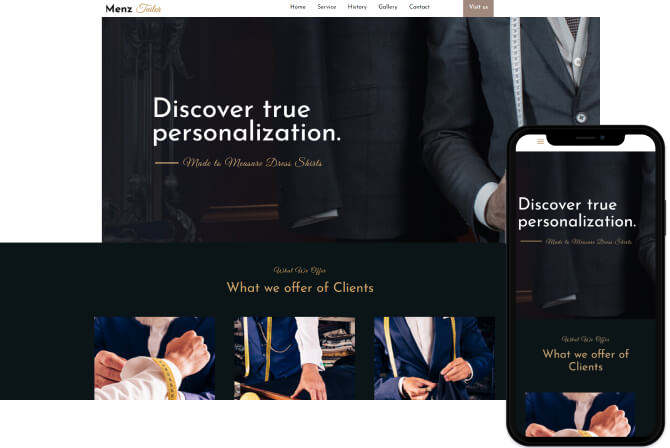 Menz Tailor
Home Service History Gallery Contact Visit us
Discover true
personalization.
Made to Measure Dress Shirts
What We Offer
What we offer of Clients
Discover true
personalization.
Made to Measure Dress Shirts
What We Offer
What we offer of
Clients